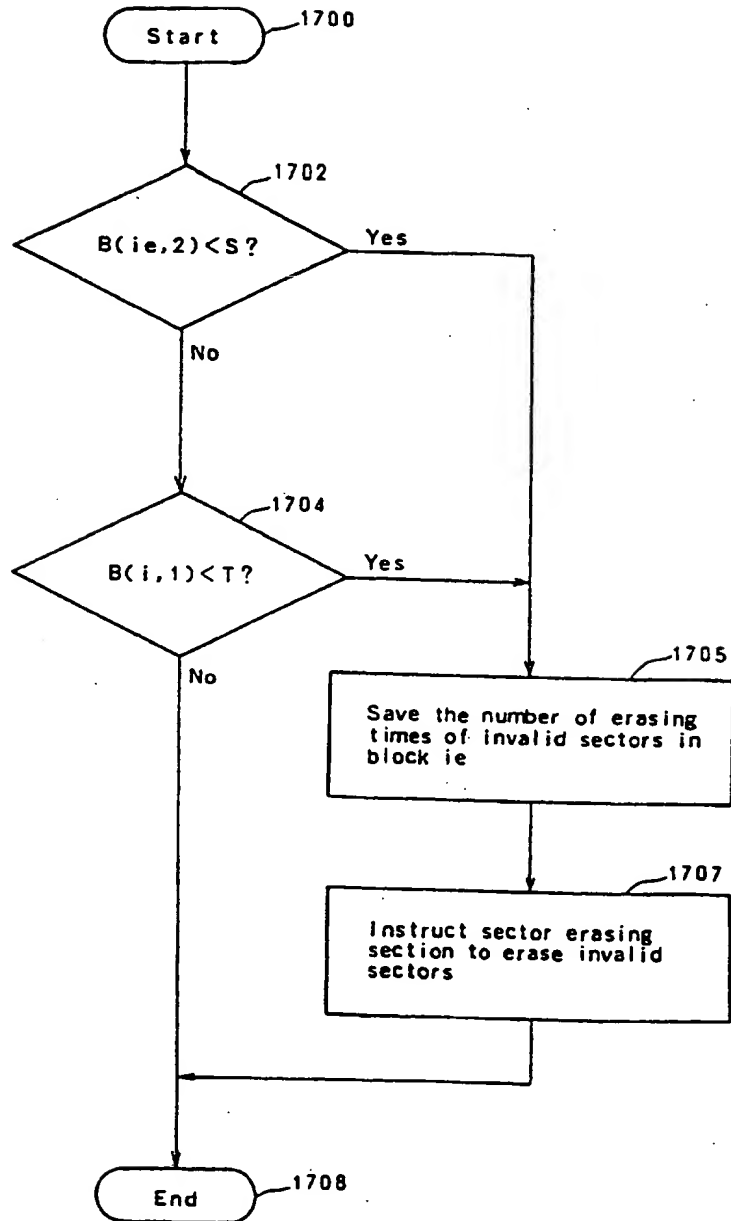 Start
1700
1702
B(ie,2)<S?
Yes
No
1704
B(i,1)<T?
Yes
No
1705
Save the number of erasing
times of invalid sectors in
block ie
1707
Instruct sector erasing
section to erase invalid
sectors
End
1708